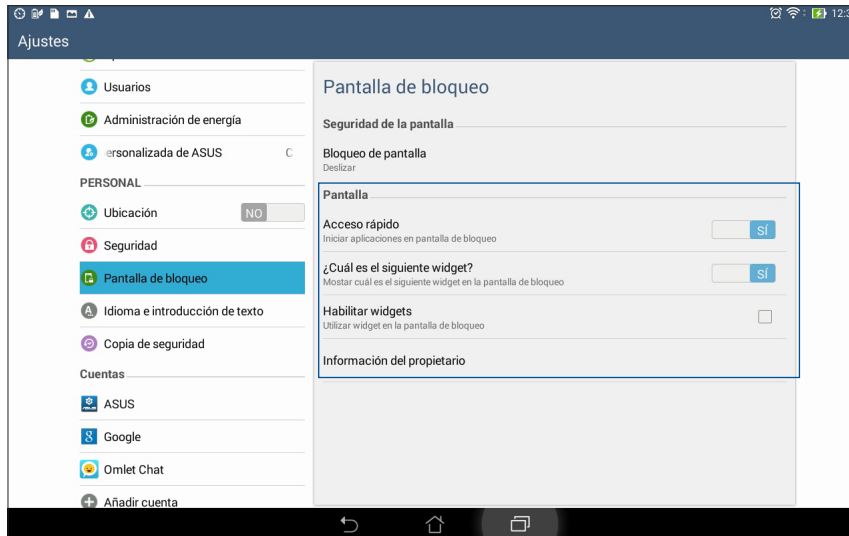 12:3
Ajustes
Usuarios
Administración de energía
ersonalizada de ASUS C
PERSONAL
Ubicación NO
Seguridad
Pantalla de bloqueo
Idioma e introducción de texto
Copia de seguridad
Cuentas
ASUS
Google
Omlet Chat
Añadir cuenta
Pantalla de bloqueo
Seguridad de la pantalla
Bloqueo de pantalla
Deslizar
Pantalla
Acceso rápido
Iniciar aplicaciones en pantalla de bloqueo
SÍ
¿Cuál es el siguiente widget?
Mostar cuál es el siguiente widget en la pantalla de bloqueo
SÍ
Habilitar widgets
Utilizar widget en la pantalla de bloqueo
Información del propietario